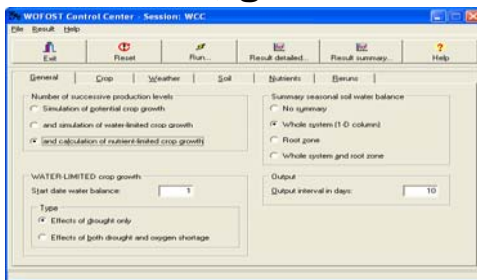 WOFOST Control Center - Session: WCC
File Result Help
Exit Reset Run... Result detailed... Result summary... Help
General Crop Weather Soil Nutrients Reruns
Number of successive production levels
Simulation of potential crop growth
and simulation of water-limited crop growth
and calculation of nutrient-limited crop growth
Summary seasonal soil water balance
No summary
Whole system (1-D column)
Root zone
Whole system and root zone
WATER-LIMITED crop growth
Start date water balance: 1
Type
Effects of drought only
Effects of both drought and oxygen shortage
Output
Output interval in days: 10